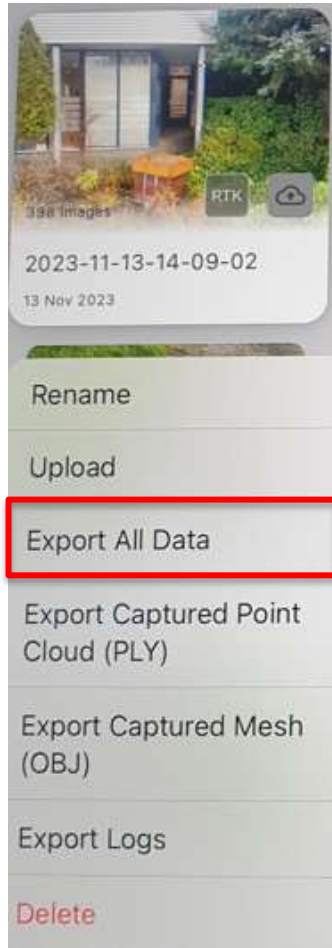 398 images
RTK
2023-11-13-14-09-02
13 Nov 2023
Rename
Upload
Export All Data
Export Captured Point
Cloud (PLY)
Export Captured Mesh
(OBJ)
Export Logs
Delete